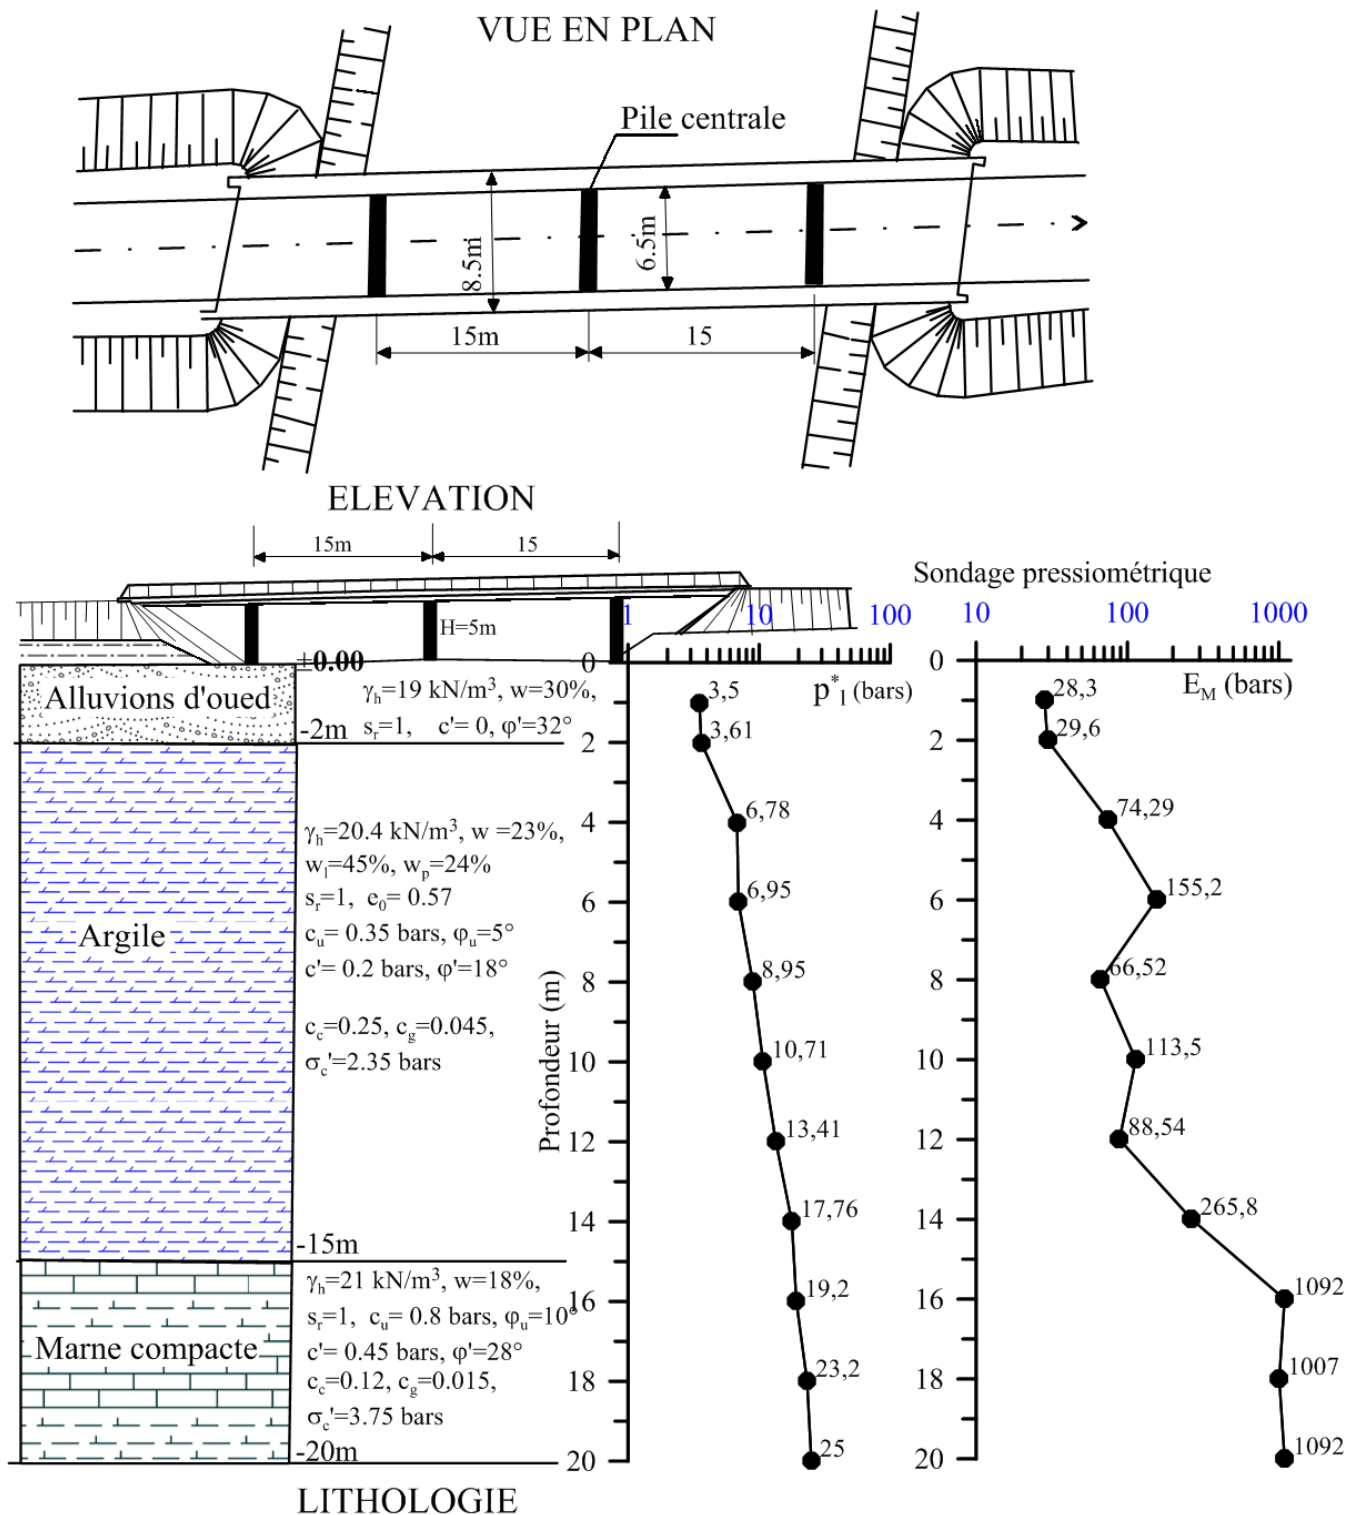 VUE EN PLAN
Pile centrale
8.5m
6.5m
15m
15
ELEVATION
15m
15
H=5m
Sondage pressiométrique
1
10
100
10
100
1000
±0.00
Alluvions d'oued
-2m
γh=19 kN/m³, w=30%,
sr=1, c'= 0, φ'=32°
Argile
γh=20.4 kN/m³, w =23%,
wl=45%, wp=24%
sr=1, e0= 0.57
cu= 0.35 bars, φu=5°
c'= 0.2 bars, φ'=18°
cc=0.25, cg=0.045,
σc'=2.35 bars
-15m
Marne compacte
γh=21 kN/m³, w=18%,
sr=1, cu= 0.8 bars, φu=10°
c'= 0.45 bars, φ'=28°
cc=0.12, cg=0.015,
σc'=3.75 bars
-20m
LITHOLOGIE
Profondeur (m)
0
2
4
6
8
10
12
14
16
18
20
p*l (bars)
3,5
3,61
6,78
6,95
8,95
10,71
13,41
17,76
19,2
23,2
25
0
2
4
6
8
10
12
14
16
18
20
EM (bars)
28,3
29,6
74,29
155,2
66,52
113,5
88,54
265,8
1092
1007
1092